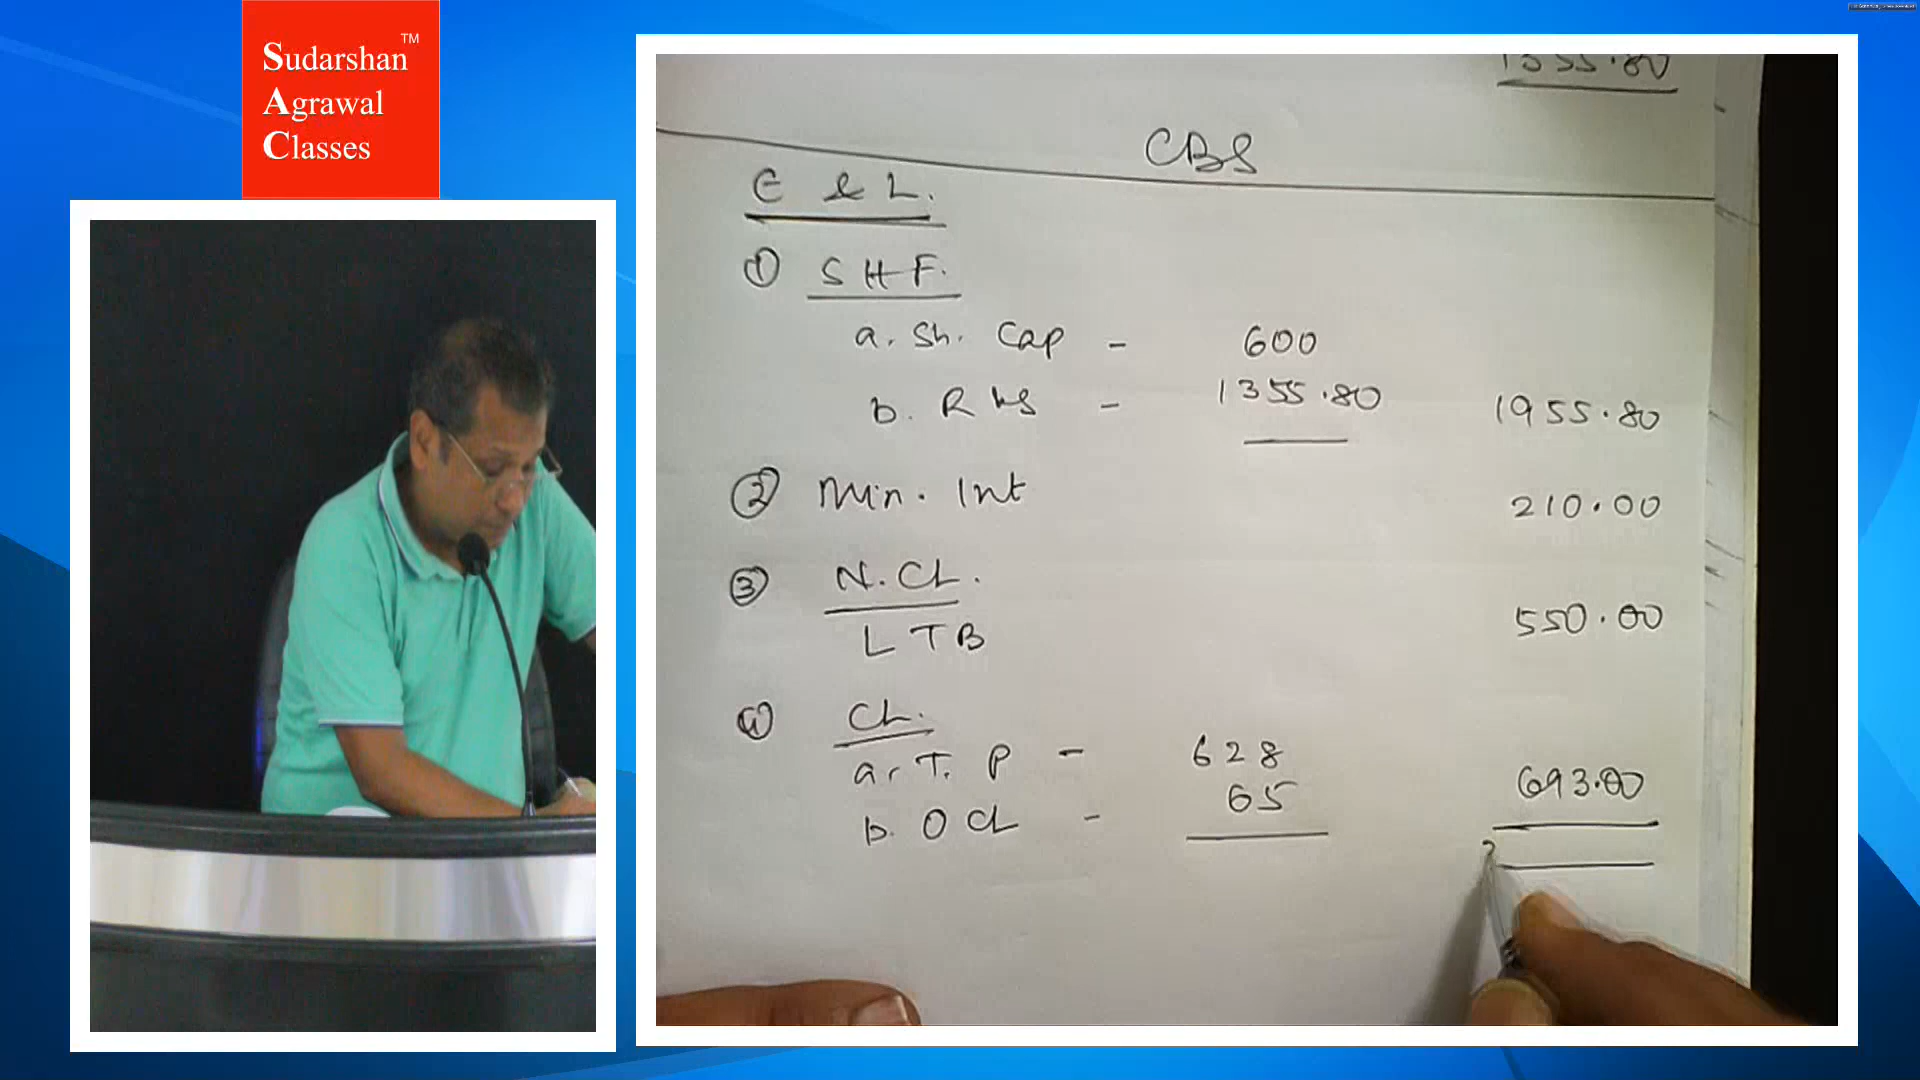 Sudarshan™
Agrawal
Classes
1355.80
CBS
E & L.
① SHF.
a. Sh. Cap - 600
b. R & S - 1355.80 1955.80
② Min. Int 210.00
③ N.CL. 
LTB 550.00
④ CL.
a. T. P - 628
693.00
b. OCL - 65